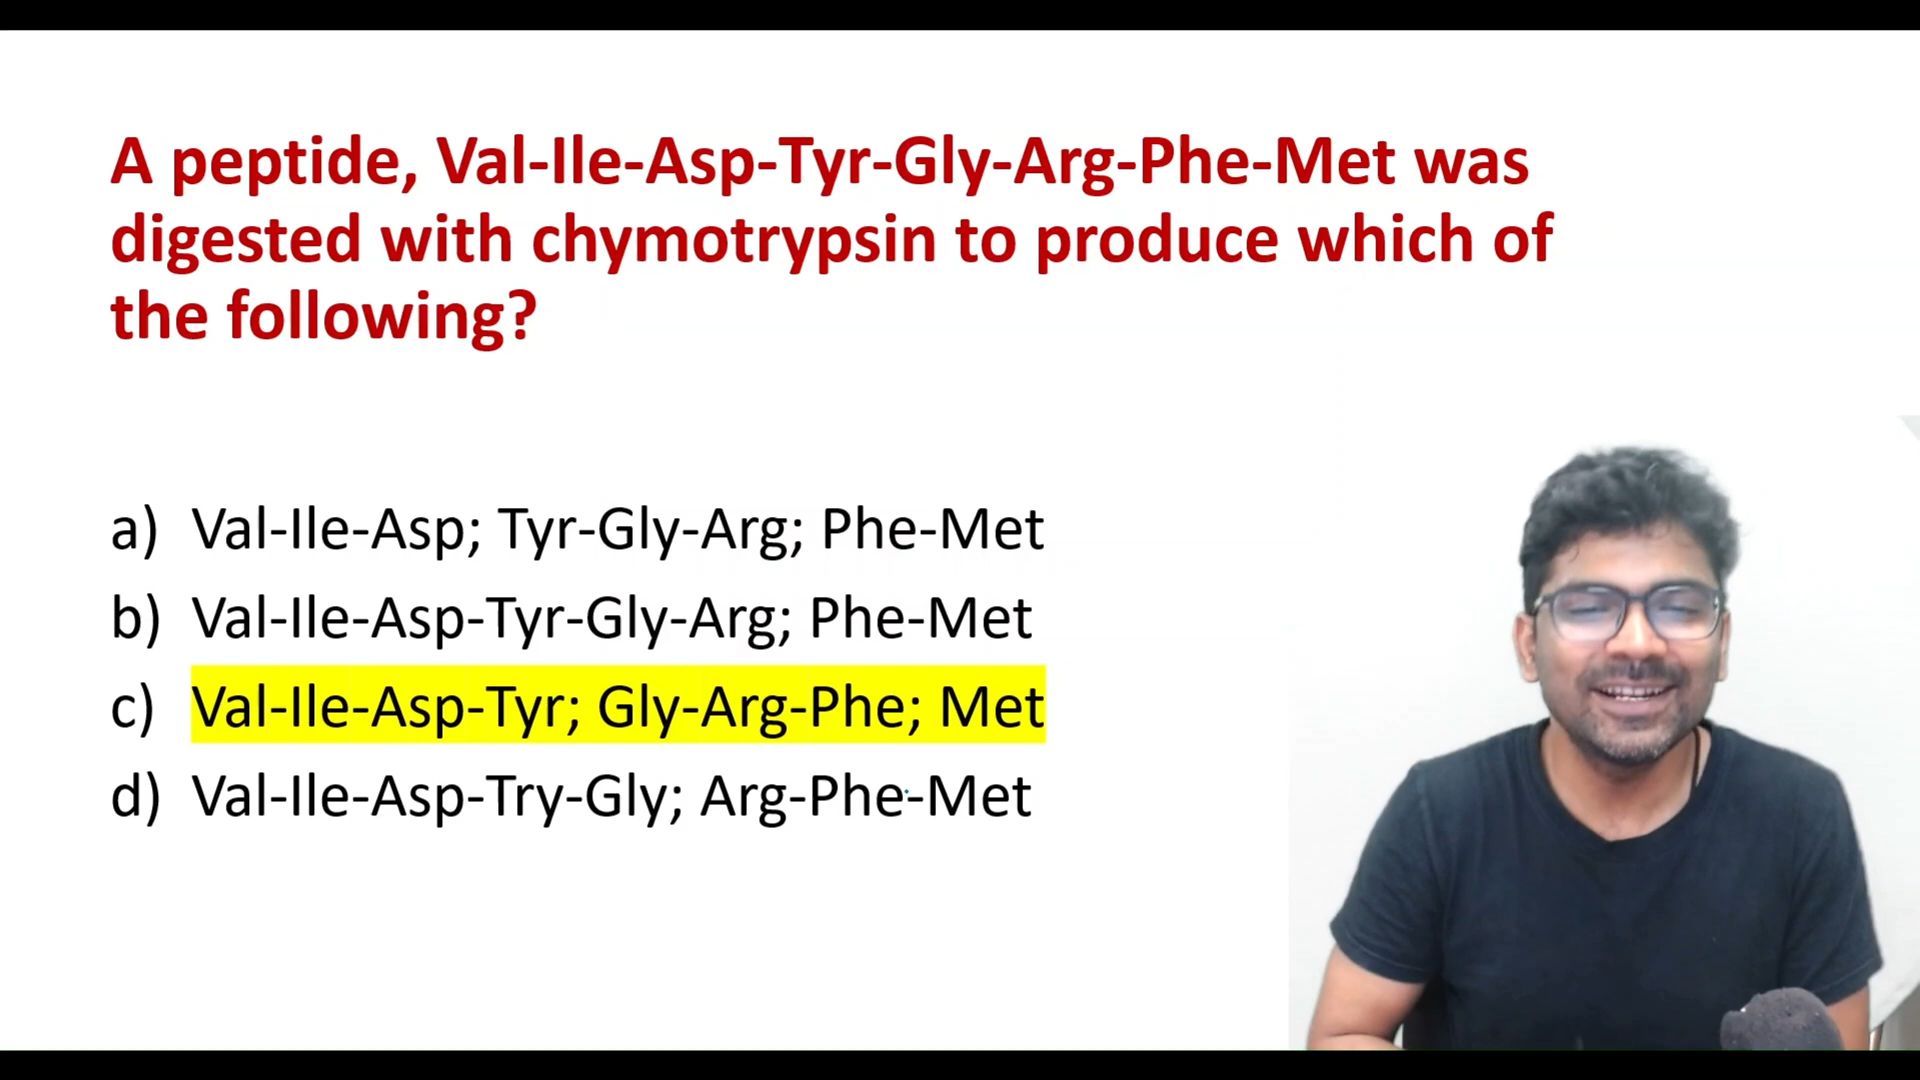 A peptide, Val-Ile-Asp-Tyr-Gly-Arg-Phe-Met was
digested with chymotrypsin to produce which of
the following?
a) Val-Ile-Asp; Tyr-Gly-Arg; Phe-Met
b) Val-Ile-Asp-Tyr-Gly-Arg; Phe-Met
c) Val-Ile-Asp-Tyr; Gly-Arg-Phe; Met
d) Val-Ile-Asp-Try-Gly; Arg-Phe-Met